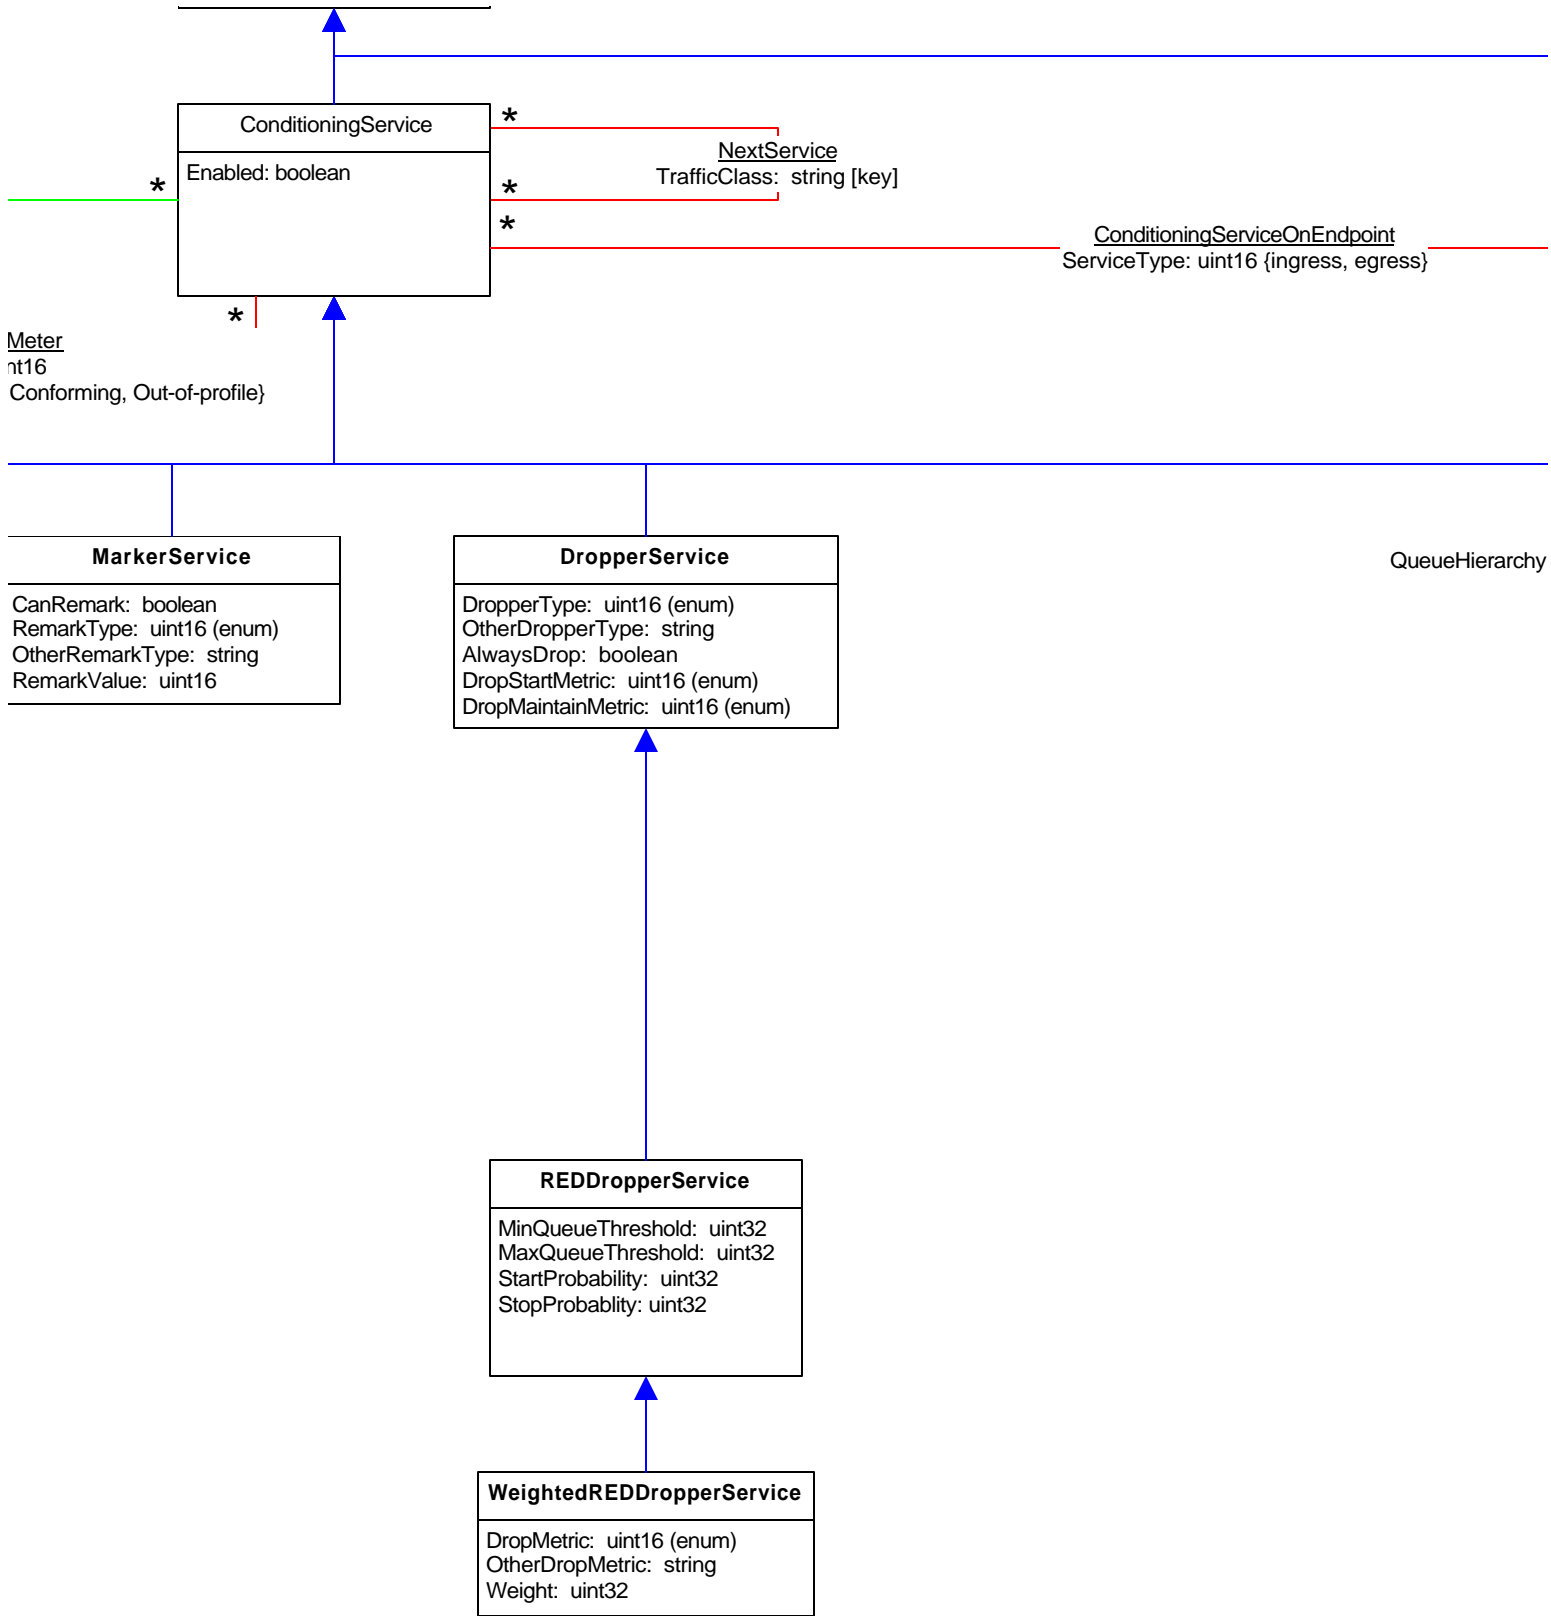 ConditioningService
Enabled: boolean
*
*
NextService
TrafficClass: string [key]
*
*
*
ConditioningServiceOnEndpoint
ServiceType: uint16 {ingress, egress}
*
Meter
nt16
Conforming, Out-of-profile}
MarkerService
CanRemark: boolean
RemarkType: uint16 (enum)
OtherRemarkType: string
RemarkValue: uint16
DropperService
DropperType: uint16 (enum)
OtherDropperType: string
AlwaysDrop: boolean
DropStartMetric: uint16 (enum)
DropMaintainMetric: uint16 (enum)
QueueHierarchy
REDDropperService
MinQueueThreshold: uint32
MaxQueueThreshold: uint32
StartProbability: uint32
StopProbablity: uint32
WeightedREDDropperService
DropMetric: uint16 (enum)
OtherDropMetric: string
Weight: uint32